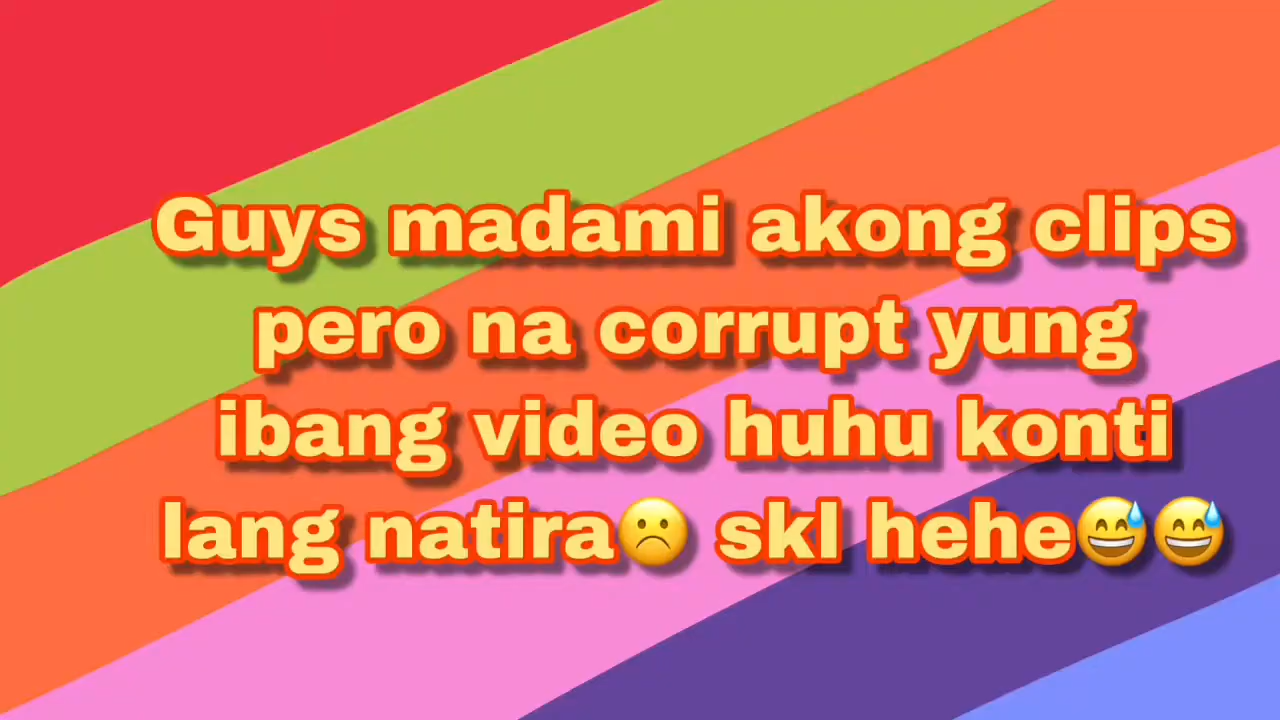 Guys madami akong clips
pero na corrupt yung
ibang video huhu konti
lang natira☹️ skl hehe😅😅